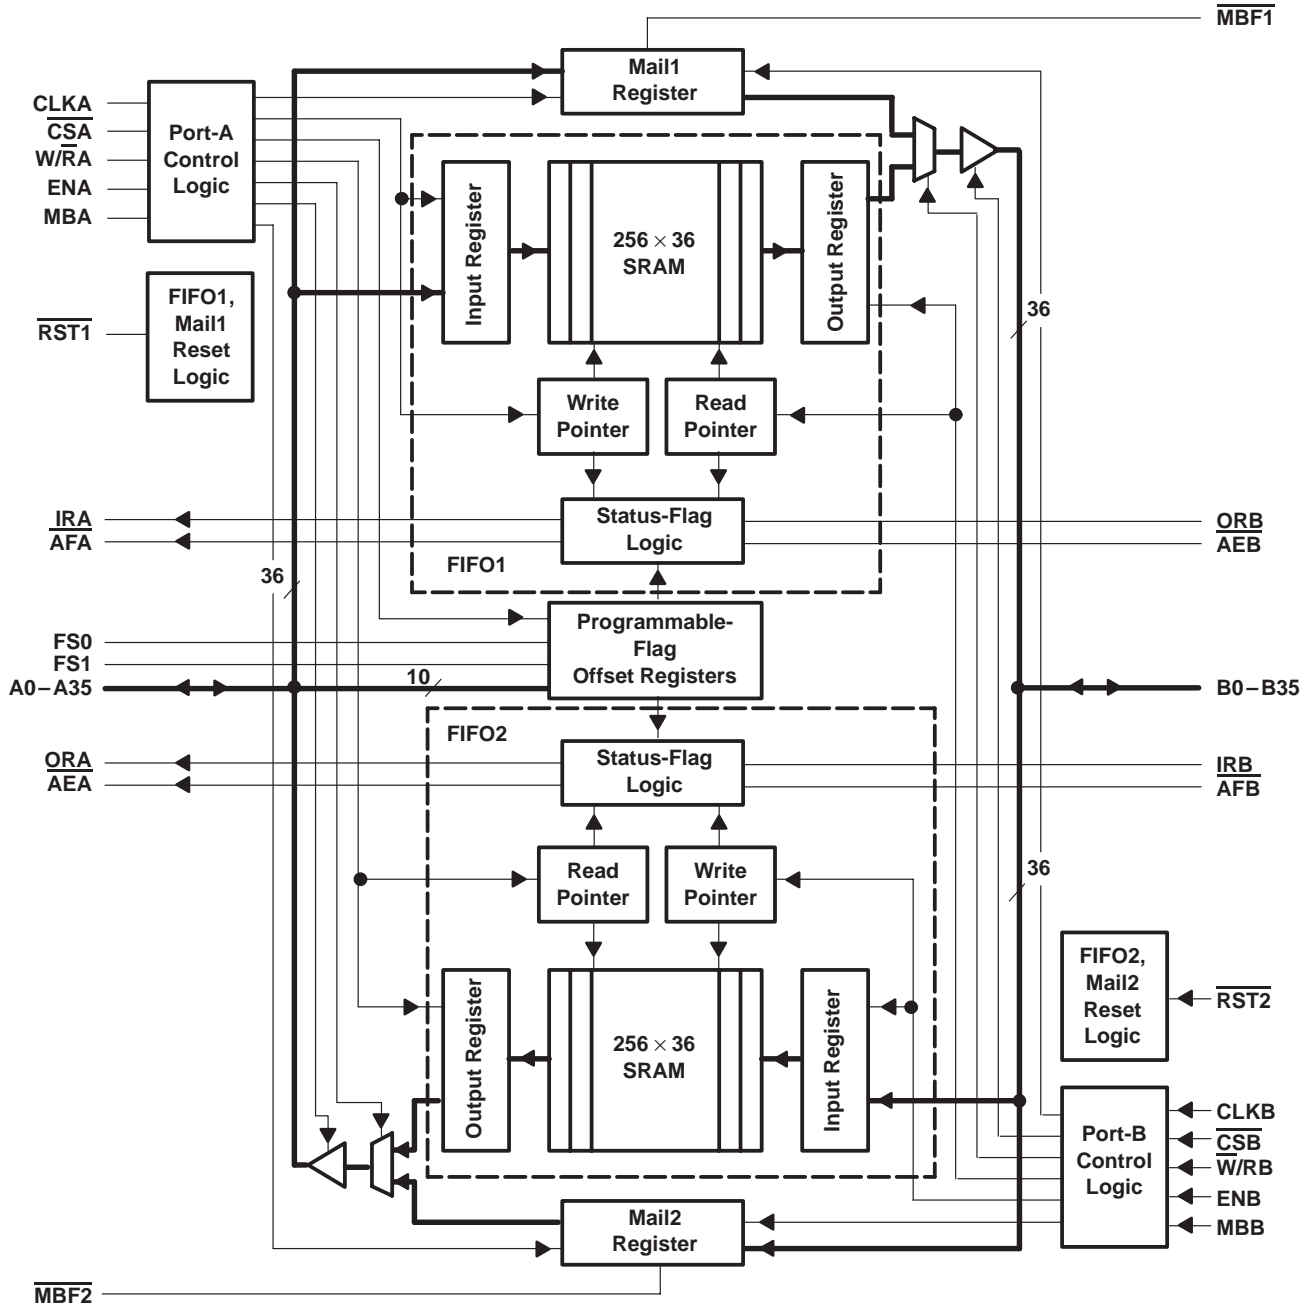 MBF1
Mail1
Register
CLKA
CSA
W/RA
ENA
MBA
Port-A
Control
Logic
Input Register
256 × 36
SRAM
Output Register
RST1
FIFO1,
Mail1
Reset
Logic
36
Write
Pointer
Read
Pointer
IRA
AFA
Status-Flag
Logic
ORB
AEB
FIFO1
36
Programmable-
Flag
Offset Registers
FS0
FS1
A0–A35
10
B0–B35
FIFO2
ORA
AEA
Status-Flag
Logic
IRB
AFB
Read
Pointer
Write
Pointer
36
Output Register
256 × 36
SRAM
Input Register
FIFO2,
Mail2
Reset
Logic
RST2
Port-B
Control
Logic
CLKB
CSB
W/RB
ENB
MBB
Mail2
Register
MBF2